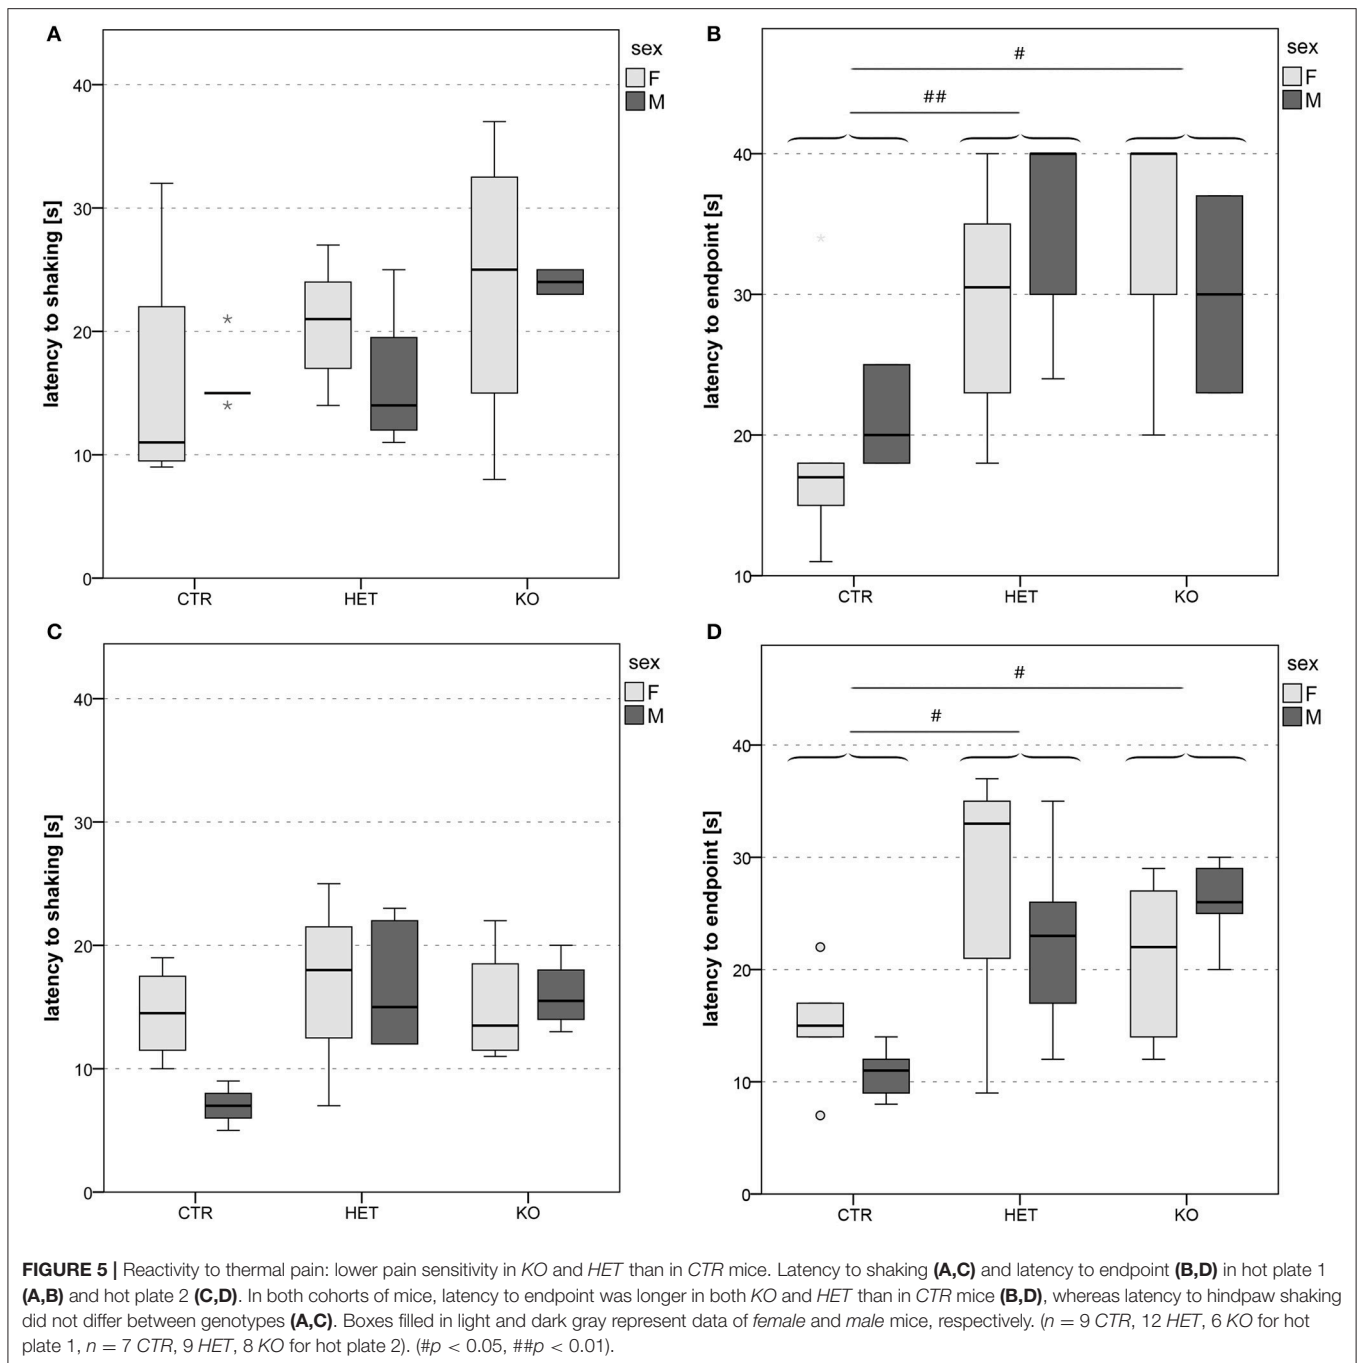 A
sex
F
M
latency to shaking [s]
40
30
20
10
0
*
*
CTR
HET
KO
B
sex
F
M
latency to endpoint [s]
#
##
40
30
20
10
*
CTR
HET
KO
C
sex
F
M
latency to shaking [s]
40
30
20
10
0
CTR
HET
KO
D
sex
F
M
latency to endpoint [s]
#
#
40
30
20
10
0
CTR
HET
KO
FIGURE 5 | Reactivity to thermal pain: lower pain sensitivity in KO and HET than in CTR mice. Latency to shaking (A,C) and latency to endpoint (B,D) in hot plate 1
(A,B) and hot plate 2 (C,D). In both cohorts of mice, latency to endpoint was longer in both KO and HET than in CTR mice (B,D), whereas latency to hindpaw shaking
did not differ between genotypes (A,C). Boxes filled in light and dark gray represent data of female and male mice, respectively. (n = 9 CTR, 12 HET, 6 KO for hot
plate 1, n = 7 CTR, 9 HET, 8 KO for hot plate 2). (#p < 0.05, ##p < 0.01).